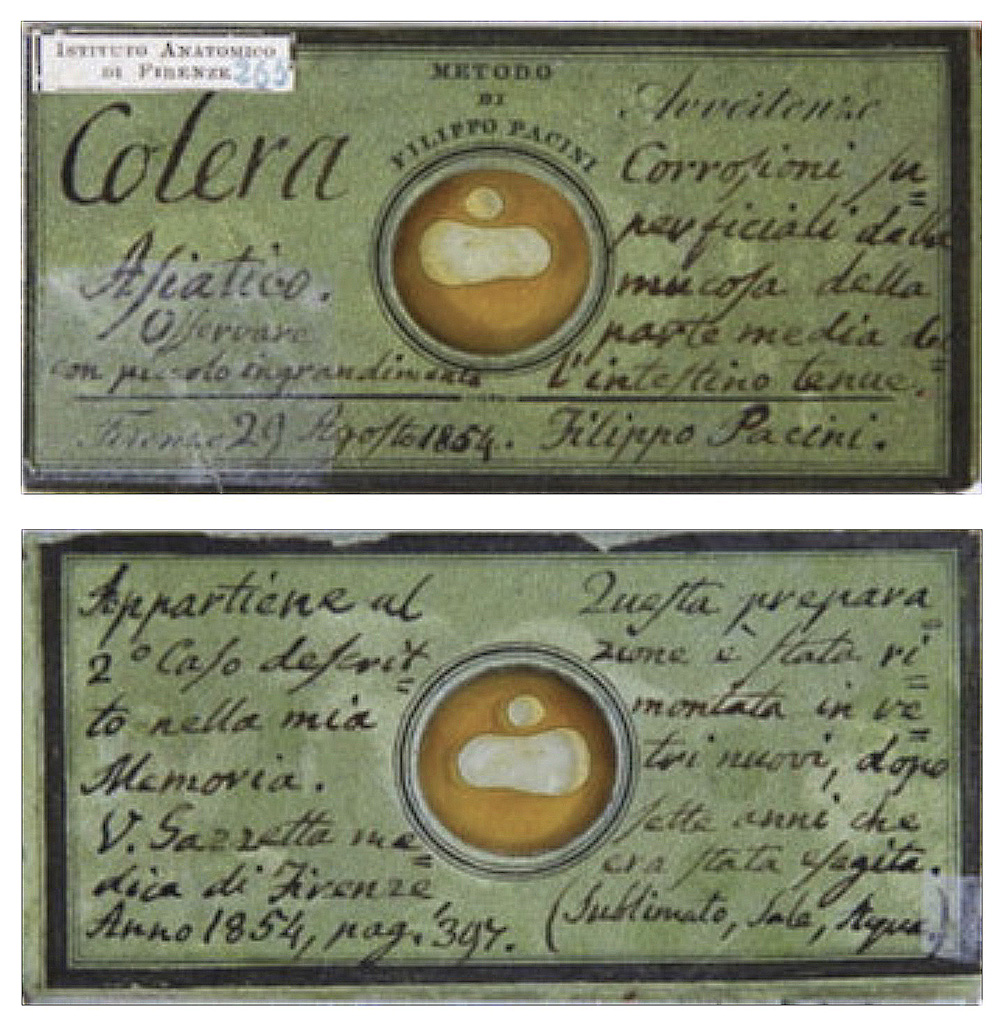 ISTITUTO ANATOMICO
DI FIRENZE 265
METODO
DI
FILIPPO PACINI
Colera
Asiatico.
Osservare
con piccolo ingrandimento
Avvertenze
Corrosioni su
perficiali della
mucosa della
parte media del
l'intestino tenue.
Firenze 29 Agosto 1854. Filippo Pacini.
Appartiene al
2º Caso descrit
to nella mia
Memoria.
V. Gazzetta me
dica di Firenze,
Anno 1854, pag. 397.
Questa prepara
zione è stata ri
montata in ve
tri nuovi, dopo
sette anni che
era stata esegita.
(Sublimato, Sale, Acqua.)